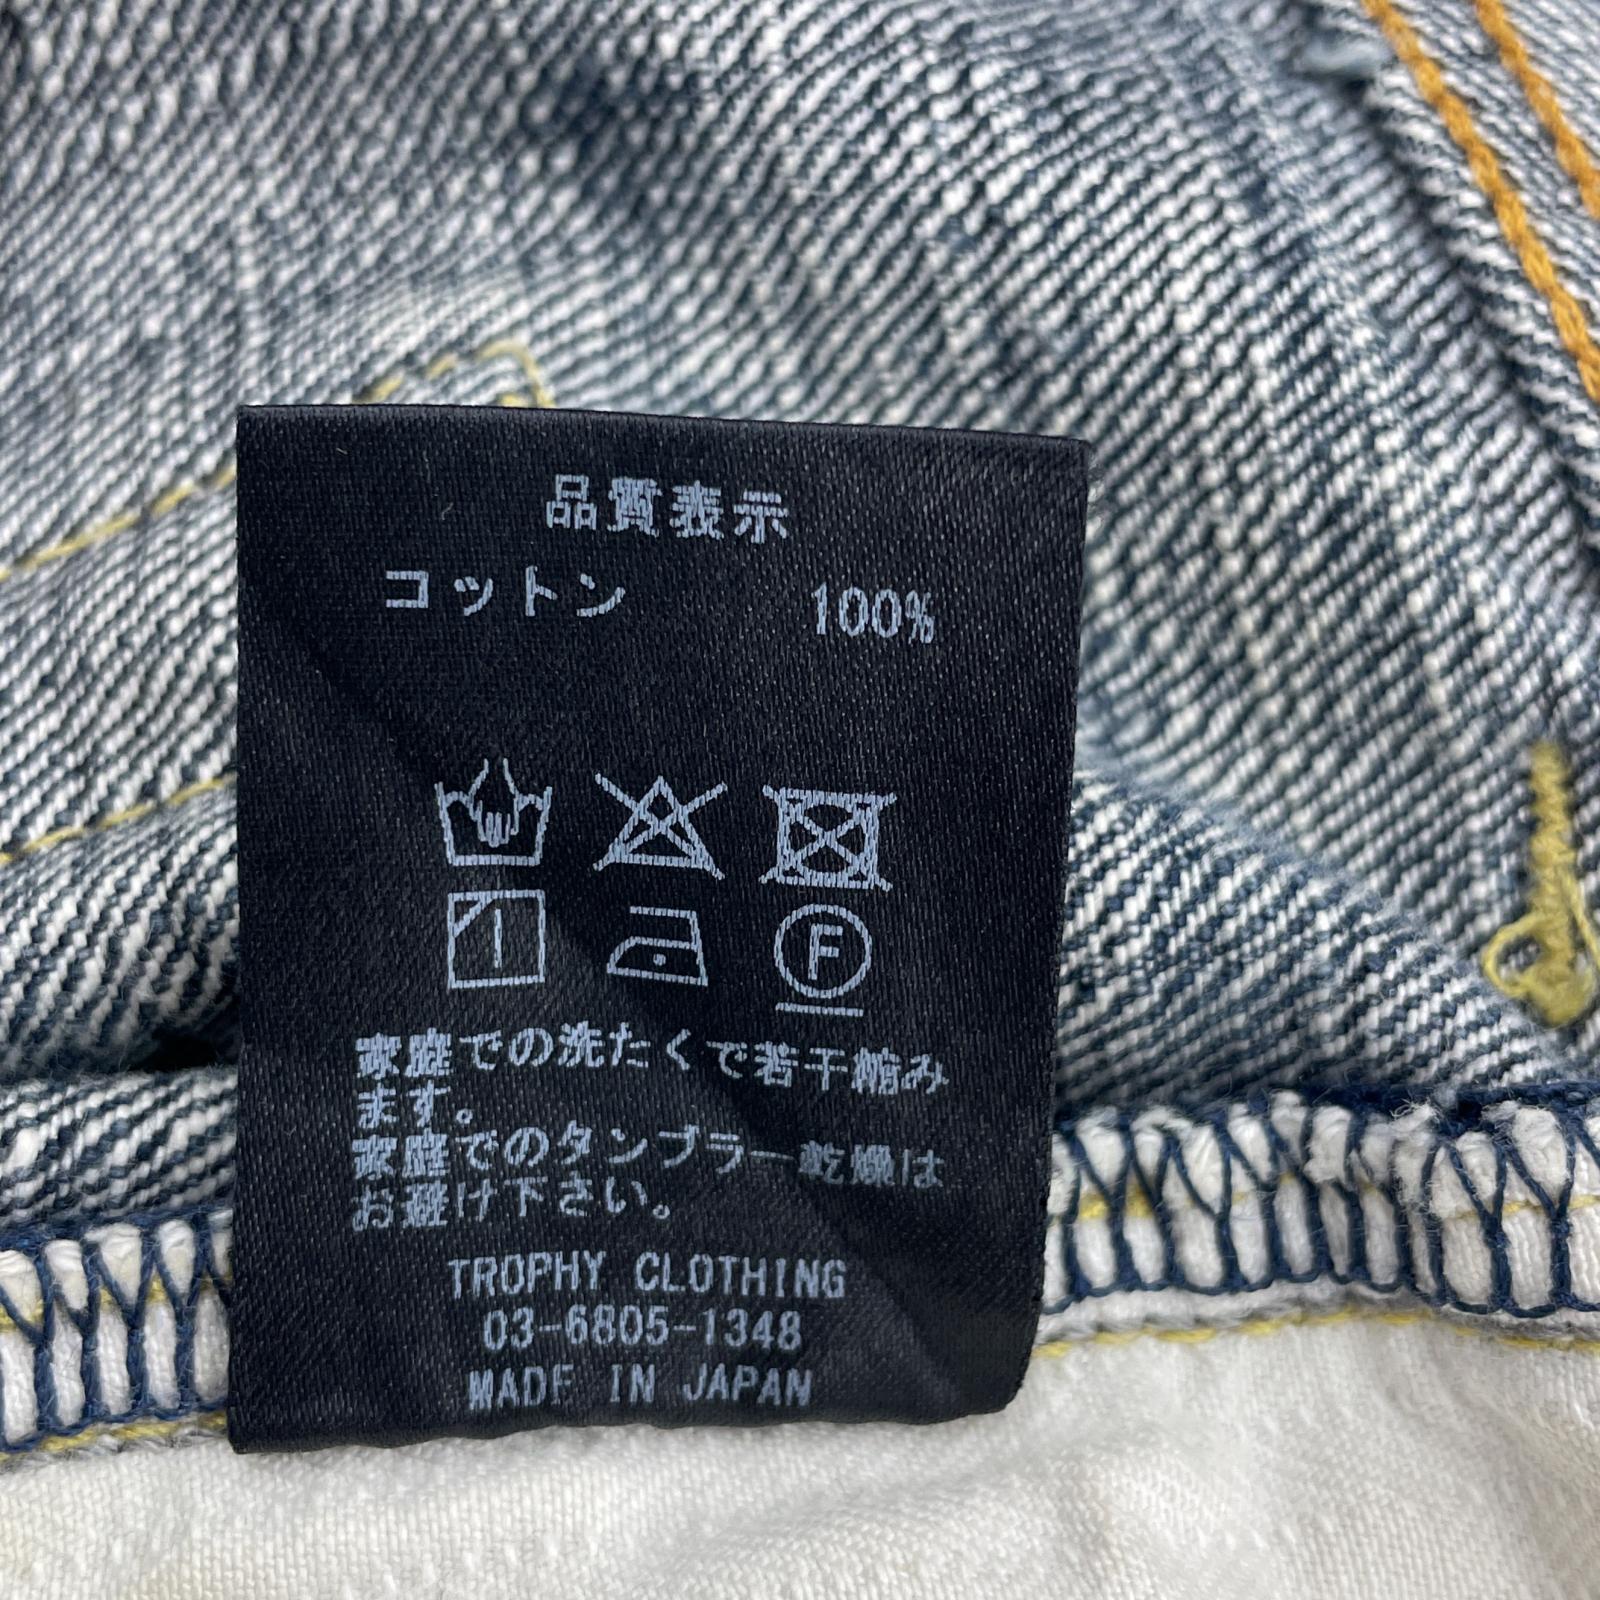 品質表示
コットン 100%
F
家庭での洗たくで若干縮み
ます。
家庭でのタンブラー乾燥は
お避け下さい。
TROPHY CLOTHING
03-6805-1348
MADE IN JAPAN